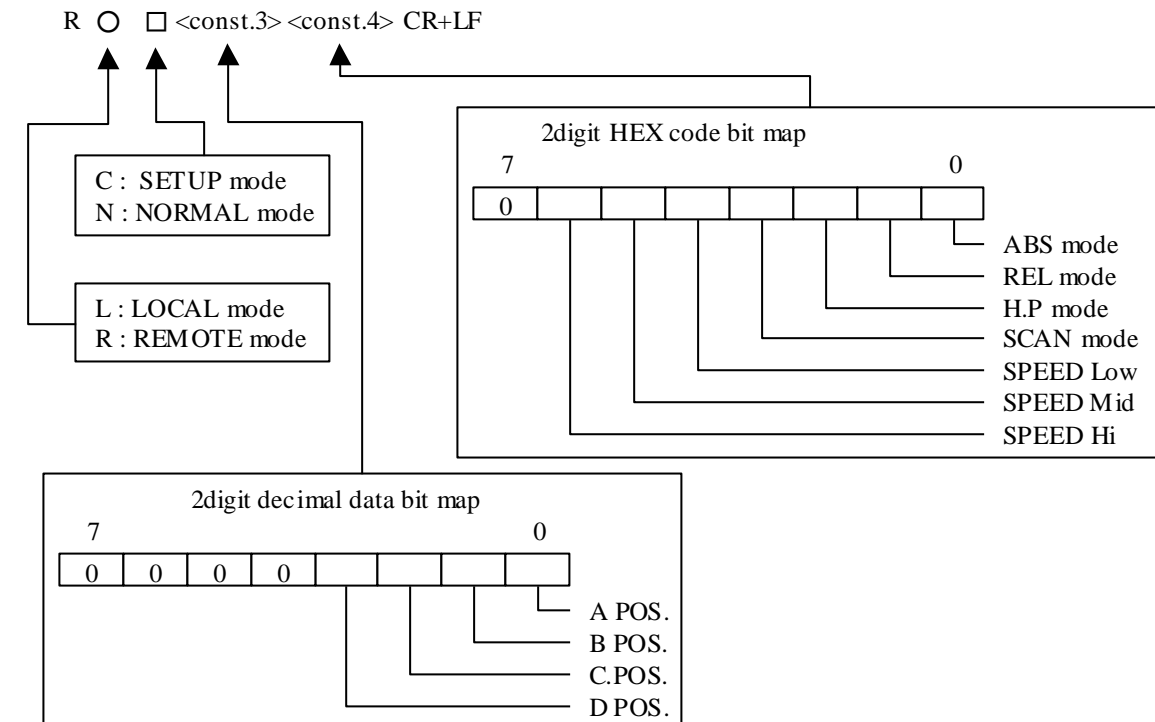 R ○ □ <const.3> <const.4> CR+LF
C : SETUP mode
N : NORMAL mode
L : LOCAL mode
R : REMOTE mode
2digit HEX code bit map
7 0
0
ABS mode
REL mode
H.P mode
SCAN mode
SPEED Low
SPEED Mid
SPEED Hi
2digit decimal data bit map
7 0
0 0 0 0
A POS.
B POS.
C.POS.
D POS.